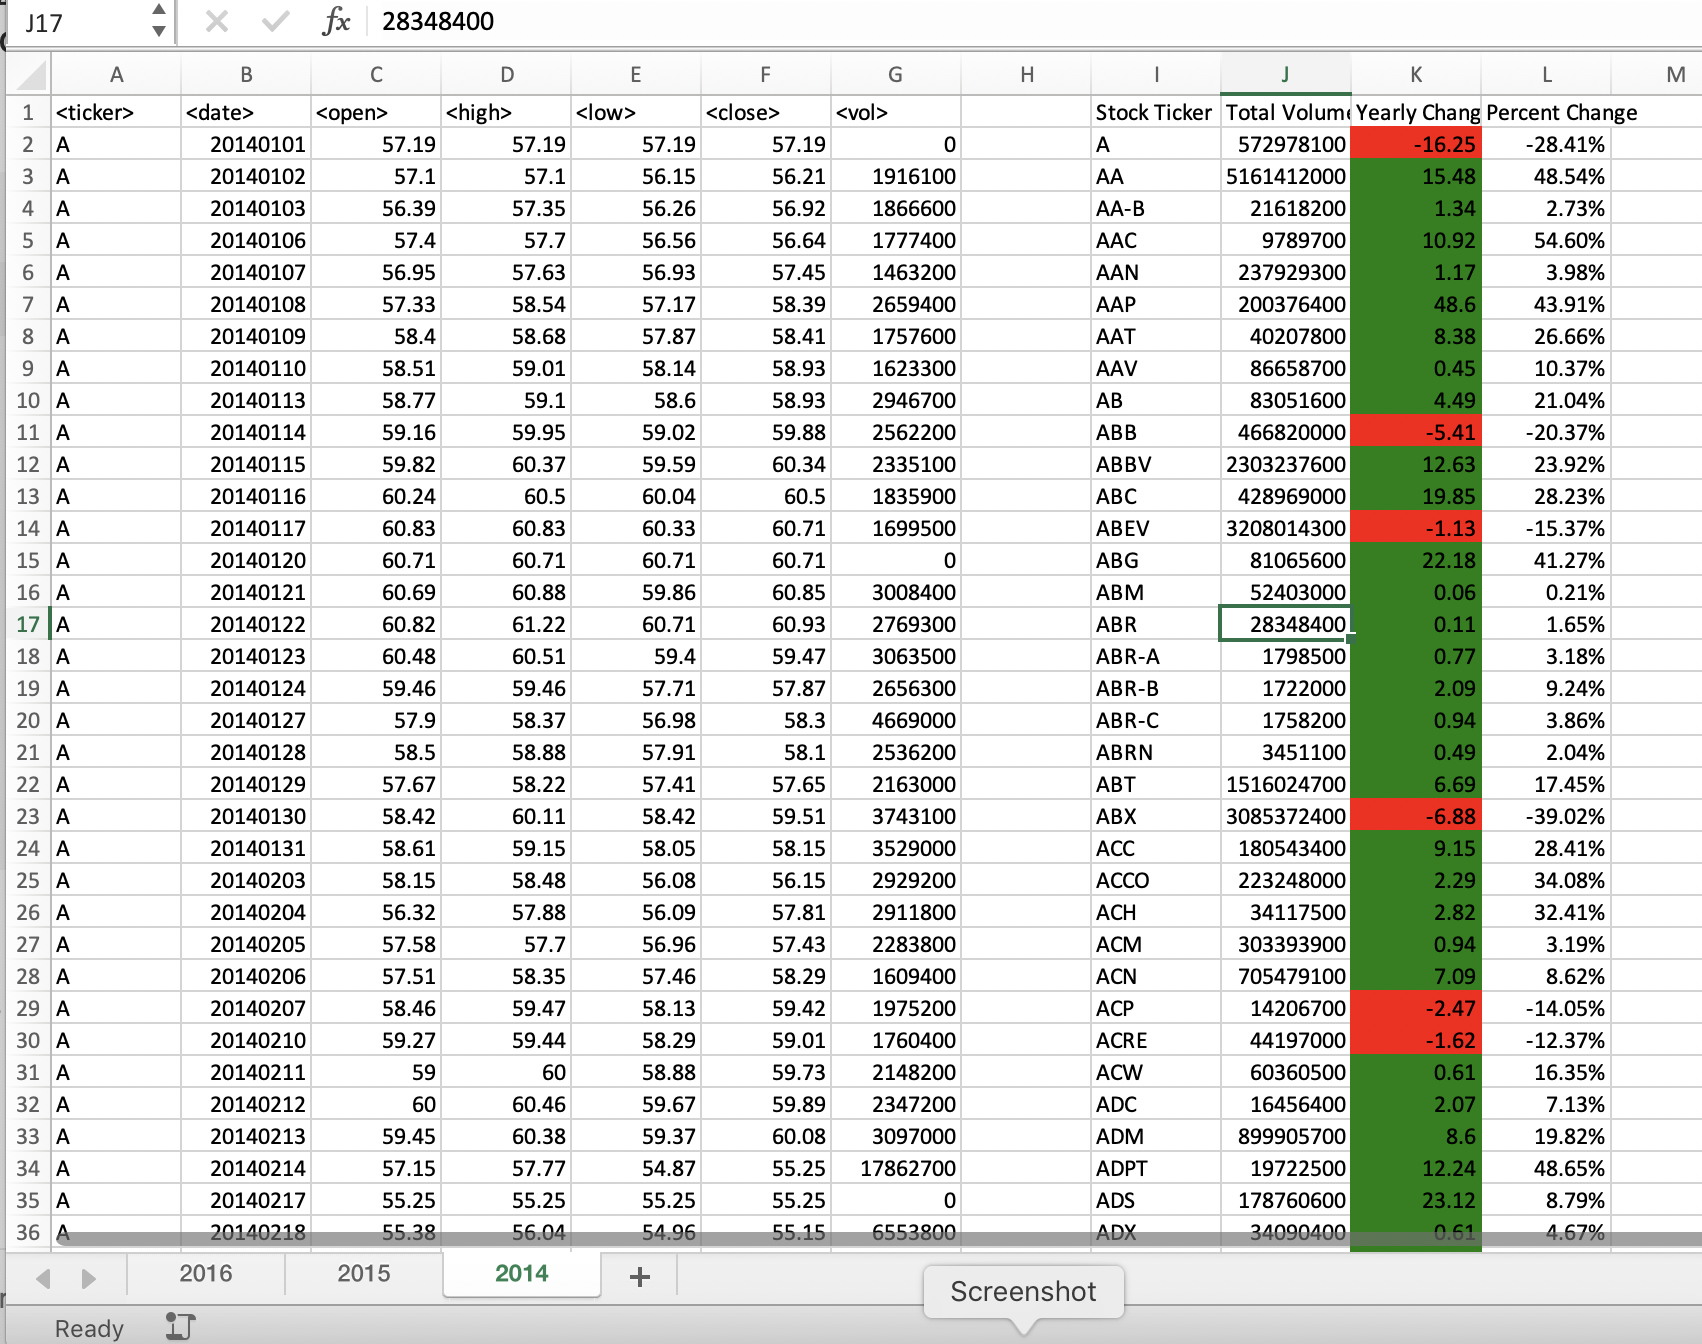 J17 fx 28348400
A B C D E F G H I J K L M
1 <ticker> <date> <open> <high> <low> <close> <vol> Stock Ticker Total Volume Yearly Chang Percent Change
2 A 20140101 57.19 57.19 57.19 57.19 0 A 572978100 -16.25 -28.41%
3 A 20140102 57.1 57.1 56.15 56.21 1916100 AA 5161412000 15.48 48.54%
4 A 20140103 56.39 57.35 56.26 56.92 1866600 AA-B 21618200 1.34 2.73%
5 A 20140106 57.4 57.7 56.56 56.64 1777400 AAC 9789700 10.92 54.60%
6 A 20140107 56.95 57.63 56.93 57.45 1463200 AAN 237929300 1.17 3.98%
7 A 20140108 57.33 58.54 57.17 58.39 2659400 AAP 200376400 48.6 43.91%
8 A 20140109 58.4 58.68 57.87 58.41 1757600 AAT 40207800 8.38 26.66%
9 A 20140110 58.51 59.01 58.14 58.93 1623300 AAV 86658700 0.45 10.37%
10 A 20140113 58.77 59.1 58.6 58.93 2946700 AB 83051600 4.49 21.04%
11 A 20140114 59.16 59.95 59.02 59.88 2562200 ABB 466820000 -5.41 -20.37%
12 A 20140115 59.82 60.37 59.59 60.34 2335100 ABBV 2303237600 12.63 23.92%
13 A 20140116 60.24 60.5 60.04 60.5 1835900 ABC 428969000 19.85 28.23%
14 A 20140117 60.83 60.83 60.33 60.71 1699500 ABEV 3208014300 -1.13 -15.37%
15 A 20140120 60.71 60.71 60.71 60.71 0 ABG 81065600 22.18 41.27%
16 A 20140121 60.69 60.88 59.86 60.85 3008400 ABM 52403000 0.06 0.21%
17 A 20140122 60.82 61.22 60.71 60.93 2769300 ABR 28348400 0.11 1.65%
18 A 20140123 60.48 60.51 59.4 59.47 3063500 ABR-A 1798500 0.77 3.18%
19 A 20140124 59.46 59.46 57.71 57.87 2656300 ABR-B 1722000 2.09 9.24%
20 A 20140127 57.9 58.37 56.98 58.3 4669000 ABR-C 1758200 0.94 3.86%
21 A 20140128 58.5 58.88 57.91 58.1 2536200 ABRN 3451100 0.49 2.04%
22 A 20140129 57.67 58.22 57.41 57.65 2163000 ABT 1516024700 6.69 17.45%
23 A 20140130 58.42 60.11 58.42 59.51 3743100 ABX 3085372400 -6.88 -39.02%
24 A 20140131 58.61 59.15 58.05 58.15 3529000 ACC 180543400 9.15 28.41%
25 A 20140203 58.15 58.48 56.08 56.15 2929200 ACCO 223248000 2.29 34.08%
26 A 20140204 56.32 57.88 56.09 57.81 2911800 ACH 34117500 2.82 32.41%
27 A 20140205 57.58 57.7 56.96 57.43 2283800 ACM 303393900 0.94 3.19%
28 A 20140206 57.51 58.35 57.46 58.29 1609400 ACN 705479100 7.09 8.62%
29 A 20140207 58.46 59.47 58.13 59.42 1975200 ACP 14206700 -2.47 -14.05%
30 A 20140210 59.27 59.44 58.29 59.01 1760400 ACRE 44197000 -1.62 -12.37%
31 A 20140211 59 60 58.88 59.73 2148200 ACW 60360500 0.61 16.35%
32 A 20140212 60 60.46 59.67 59.89 2347200 ADC 16456400 2.07 7.13%
33 A 20140213 59.45 60.38 59.37 60.08 3097000 ADM 899905700 8.6 19.82%
34 A 20140214 57.15 57.77 54.87 55.25 17862700 ADPT 19722500 12.24 48.65%
35 A 20140217 55.25 55.25 55.25 55.25 0 ADS 178760600 23.12 8.79%
36 A 20140218 55.38 56.04 54.96 55.15 6553800 ADX 34090400 0.61 4.67%
2016 2015 2014 +
Screenshot
Ready